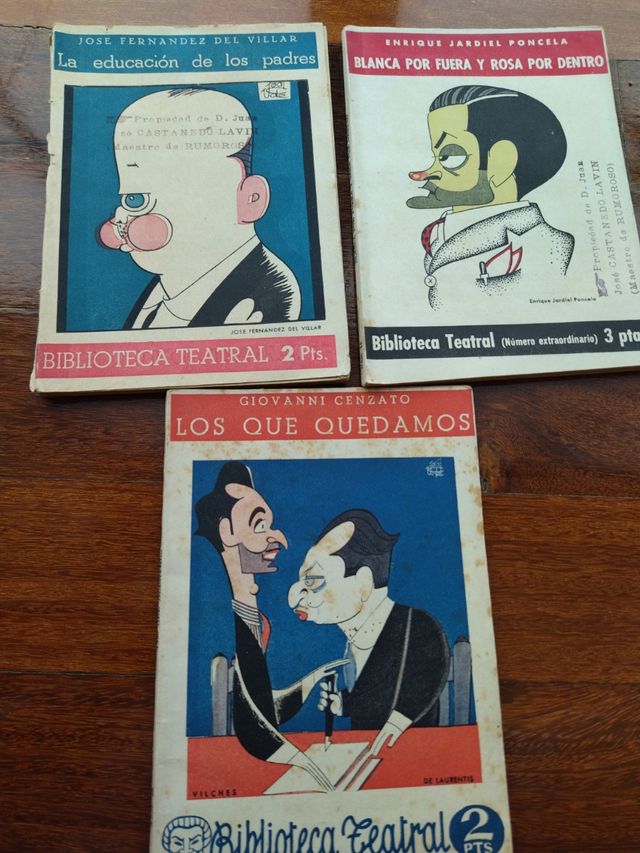 JOSE FERNANDEZ DEL VILLAR
La educación de los padres
Propiedad de D. Juan
sé CASTANEDO LAVIN
(Maestro de RUMOROSO)
JOSE FERNANDEZ DEL VILLAR
BIBLIOTECA TEATRAL 2 Pts.
ENRIQUE JARDIEL PONCELA
BLANCA POR FUERA Y ROSA POR DENTRO
Propiedad de D. Juan
José CASTANEDO LAVIN
(Maestro de RUMOROSO)
Enrique Jardiel Poncela
Biblioteca Teatral (Número extraordinario) 3 pta
GIOVANNI CENZATO
LOS QUE QUEDAMOS
VILCHES
DE LAURENTIS
Biblioteca Teatral 2
PTS